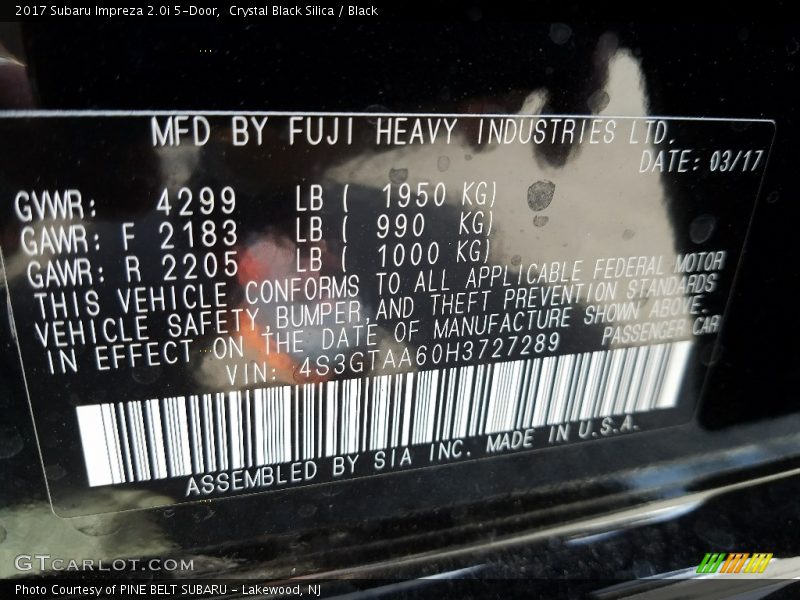 2017 Subaru Impreza 2.0i 5-Door, Crystal Black Silica / Black
MFD BY FUJI HEAVY INDUSTRIES LTD.
DATE: 03/17
GVWR: 4299 LB ( 1950 KG)
GAWR: F 2183 LB ( 990 KG)
GAWR: R 2205 LB ( 1000 KG)
THIS VEHICLE CONFORMS TO ALL APPLICABLE FEDERAL MOTOR
VEHICLE SAFETY,BUMPER,AND THEFT PREVENTION STANDARDS
IN EFFECT ON THE DATE OF MANUFACTURE SHOWN ABOVE.
VIN: 4S3GTAA60H3727289 PASSENGER CAR
ASSEMBLED BY SIA INC. MADE IN U.S.A.
GTCARLOT.COM
Photo Courtesy of PINE BELT SUBARU - Lakewood, NJ